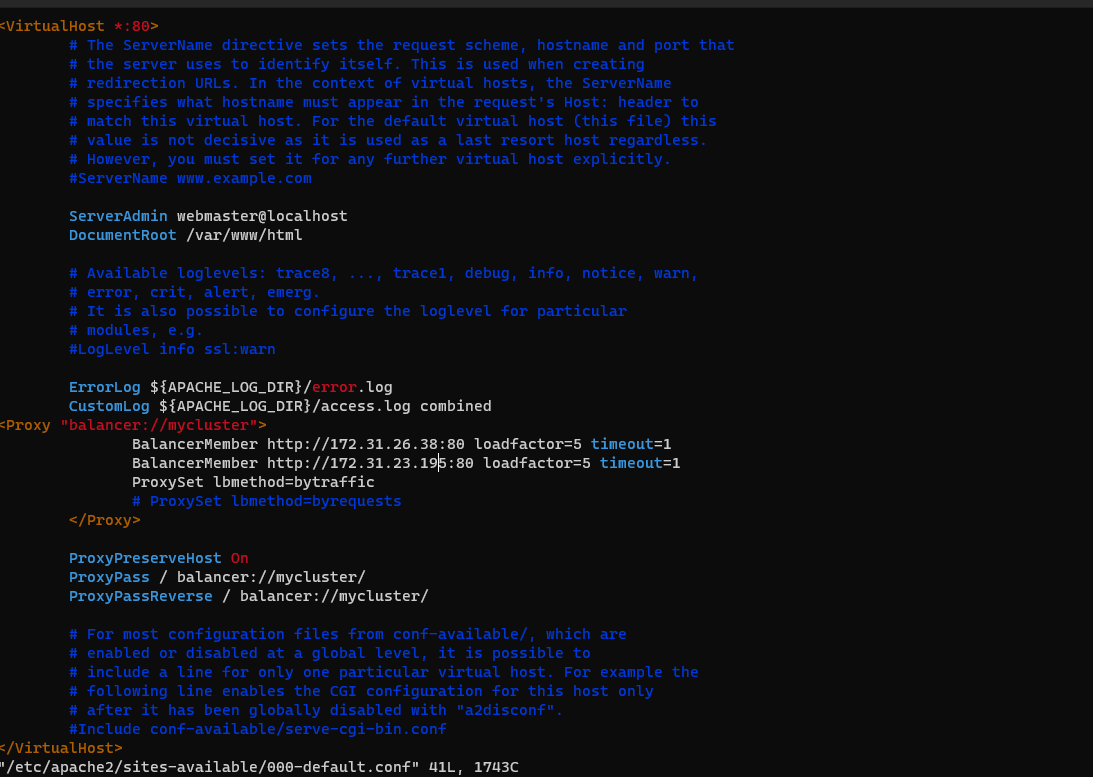 <VirtualHost *:80>
# The ServerName directive sets the request scheme, hostname and port that
# the server uses to identify itself. This is used when creating
# redirection URLs. In the context of virtual hosts, the ServerName
# specifies what hostname must appear in the request's Host: header to
# match this virtual host. For the default virtual host (this file) this
# value is not decisive as it is used as a last resort host regardless.
# However, you must set it for any further virtual host explicitly.
#ServerName www.example.com
ServerAdmin webmaster@localhost
DocumentRoot /var/www/html
# Available loglevels: trace8, ..., trace1, debug, info, notice, warn,
# error, crit, alert, emerg.
# It is also possible to configure the loglevel for particular
# modules, e.g.
#LogLevel info ssl:warn
ErrorLog ${APACHE_LOG_DIR}/error.log
CustomLog ${APACHE_LOG_DIR}/access.log combined
<Proxy "balancer://mycluster">
BalancerMember http://172.31.26.38:80 loadfactor=5 timeout=1
BalancerMember http://172.31.23.195:80 loadfactor=5 timeout=1
ProxySet lbmethod=bytraffic
# ProxySet lbmethod=byrequests
</Proxy>
ProxyPreserveHost On
ProxyPass / balancer://mycluster/
ProxyPassReverse / balancer://mycluster/
# For most configuration files from conf-available/, which are
# enabled or disabled at a global level, it is possible to
# include a line for only one particular virtual host. For example the
# following line enables the CGI configuration for this host only
# after it has been globally disabled with "a2disconf".
#Include conf-available/serve-cgi-bin.conf
</VirtualHost>
"/etc/apache2/sites-available/000-default.conf" 41L, 1743C